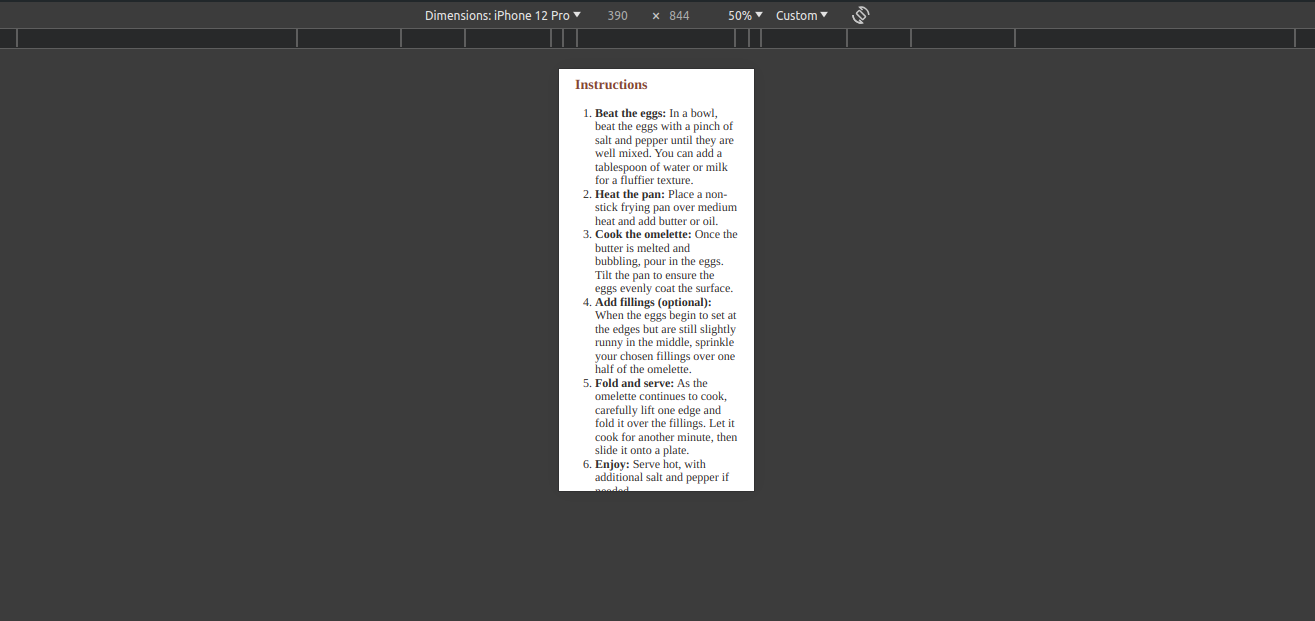 Dimensions: iPhone 12 Pro 390 × 844 50% Custom
Instructions
1. Beat the eggs: In a bowl,
beat the eggs with a pinch of
salt and pepper until they are
well mixed. You can add a
tablespoon of water or milk
for a fluffier texture.
2. Heat the pan: Place a non-
stick frying pan over medium
heat and add butter or oil.
3. Cook the omelette: Once the
butter is melted and
bubbling, pour in the eggs.
Tilt the pan to ensure the
eggs evenly coat the surface.
4. Add fillings (optional):
When the eggs begin to set at
the edges but are still slightly
runny in the middle, sprinkle
your chosen fillings over one
half of the omelette.
5. Fold and serve: As the
omelette continues to cook,
carefully lift one edge and
fold it over the fillings. Let it
cook for another minute, then
slide it onto a plate.
6. Enjoy: Serve hot, with
additional salt and pepper if
needed